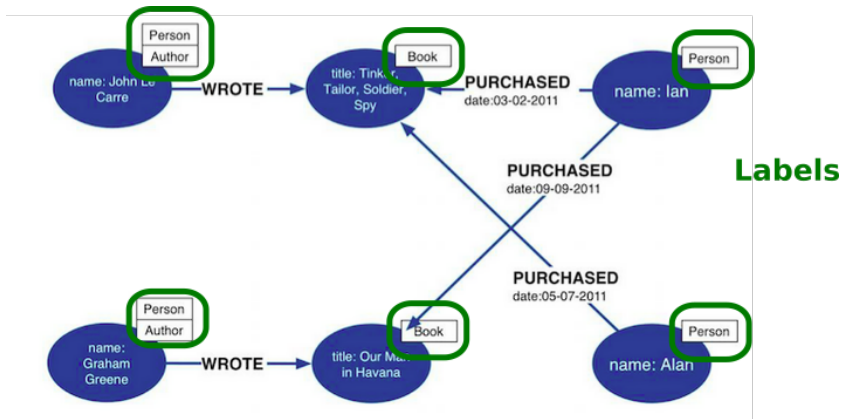 Person
Author
name: John Le
Carre
WROTE
Book
title: Tinker,
Tailor, Soldier,
Spy
PURCHASED
date:03-02-2011
Person
name: Ian
PURCHASED
date:09-09-2011
Labels
PURCHASED
date:05-07-2011
Person
Author
name:
Graham
Greene
WROTE
Book
title: Our Man
in Havana
Person
name: Alan